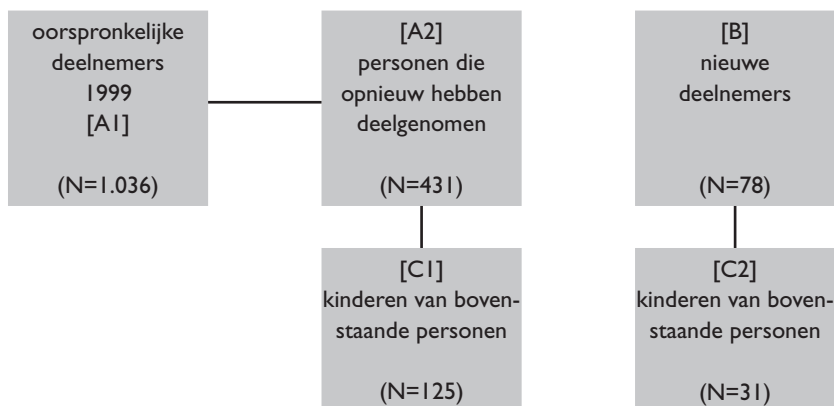 oorspronkelijke
deelnemers
1999
[A1]
(N=1.036)
[A2]
personen die
opnieuw hebben
deelgenomen
(N=431)
[B]
nieuwe
deelnemers
(N=78)
[C1]
kinderen van boven-
staande personen
(N=125)
[C2]
kinderen van boven-
staande personen
(N=31)